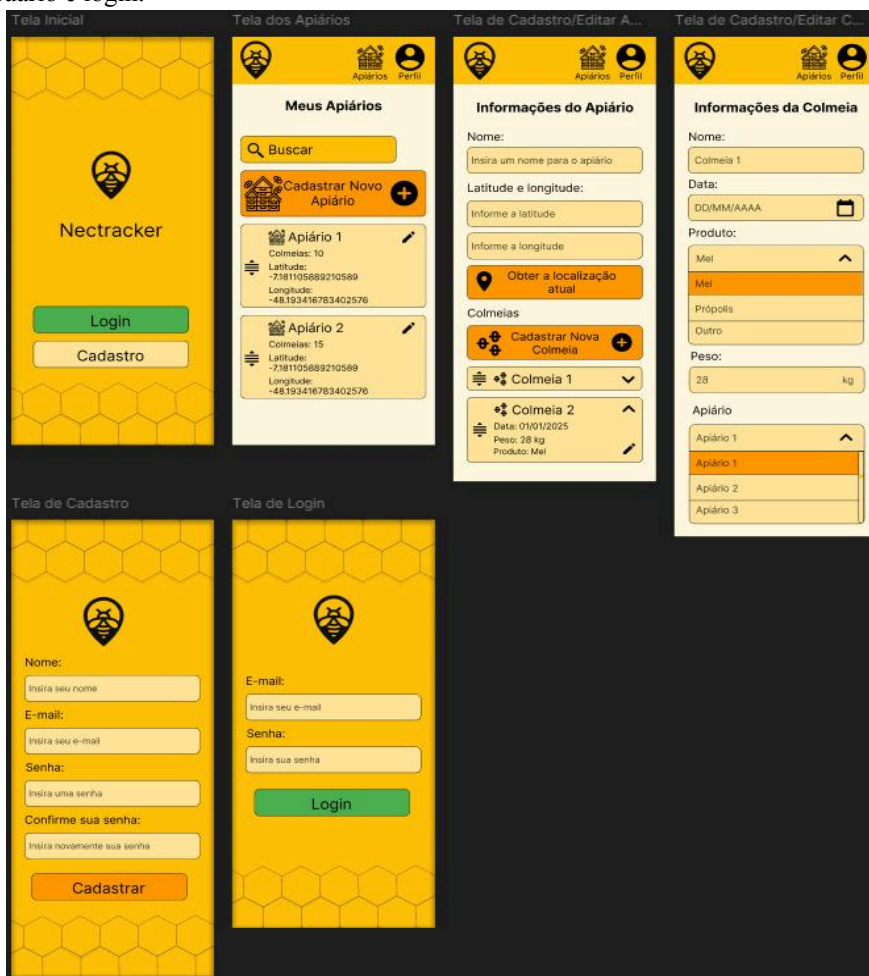 Tela Inicial
Nectracker
Login
Cadastro
Tela dos Apiários
Apiários Perfil
Meus Apiários
Buscar
Cadastrar Novo
Apiário
Apiário 1
Colmeias: 10
Latitude:
-7.181105889210589
Longitude:
-48.193416783402576
Apiário 2
Colmeias: 15
Latitude:
-7.181105889210589
Longitude:
-48.193416783402576
Tela de Cadastro/Editar A...
Apiários Perfil
Informações do Apiário
Nome:
Insira um nome para o apiário
Latitude e longitude:
Informe a latitude
Informe a longitude
Obter a localização
atual
Colmeias
Cadastrar Nova
Colmeia
Colmeia 1
Colmeia 2
Data: 01/01/2025
Peso: 28 kg
Produto: Mel
Tela de Cadastro/Editar C...
Apiários Perfil
Informações da Colmeia
Nome:
Colmeia 1
Data:
DD/MM/AAAA
Produto:
Mel
Mel
Própolis
Outro
Peso:
28 kg
Apiário
Apiário 1
Apiário 1
Apiário 2
Apiário 3
Tela de Cadastro
Nome:
Insira seu nome
E-mail:
Insira seu e-mail
Senha:
Insira uma senha
Confirme sua senha:
Insira novamente sua senha
Cadastrar
Tela de Login
E-mail:
Insira seu e-mail
Senha:
Insira sua senha
Login